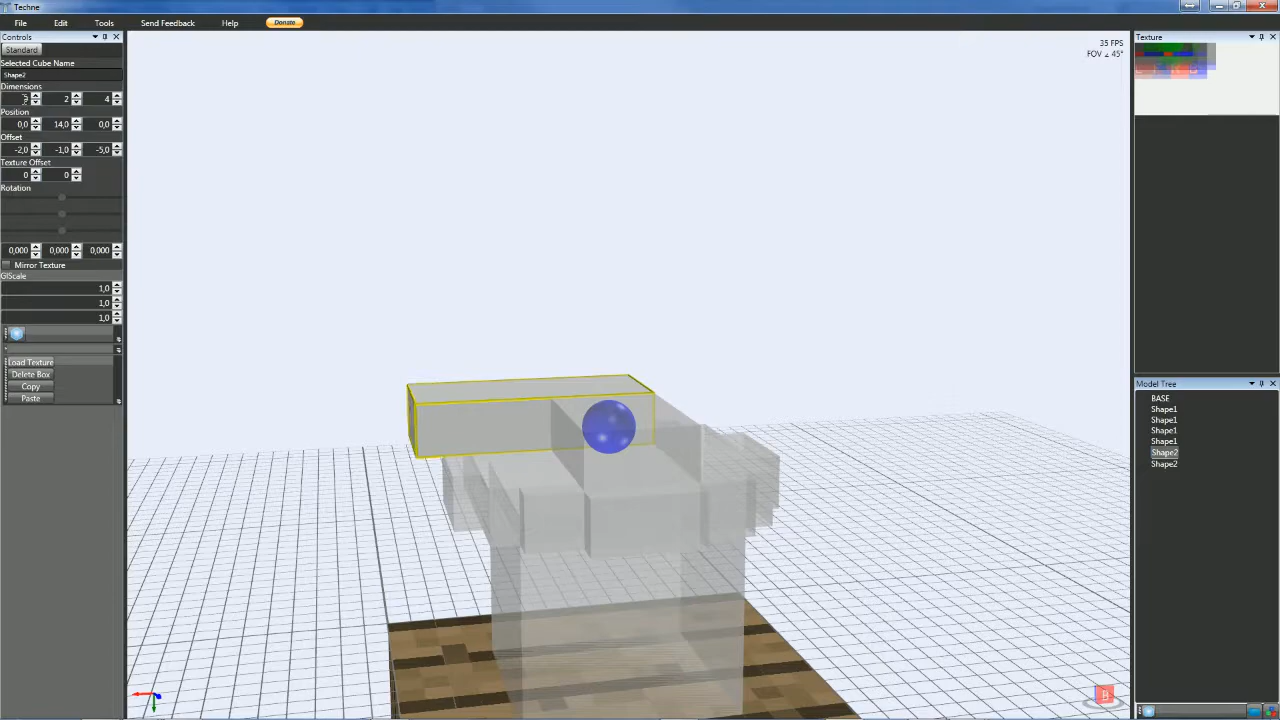 Techne
File Edit Tools Send Feedback Help Donate
Controls
Standard
Selected Cube Name
Shape2
Dimensions
2 4
Position
0,0 14,0 0,0
Offset
-2,0 -1,0 -5,0
Texture Offset
0 0
Rotation
0,000 0,000 0,000
Mirror Texture
GlScale
1,0
1,0
1,0
Load Texture
Delete Box
Copy
Paste
35 FPS
FOV ∠ 45°
Texture
Model Tree
BASE
Shape1
Shape1
Shape1
Shape1
Shape2
Shape2